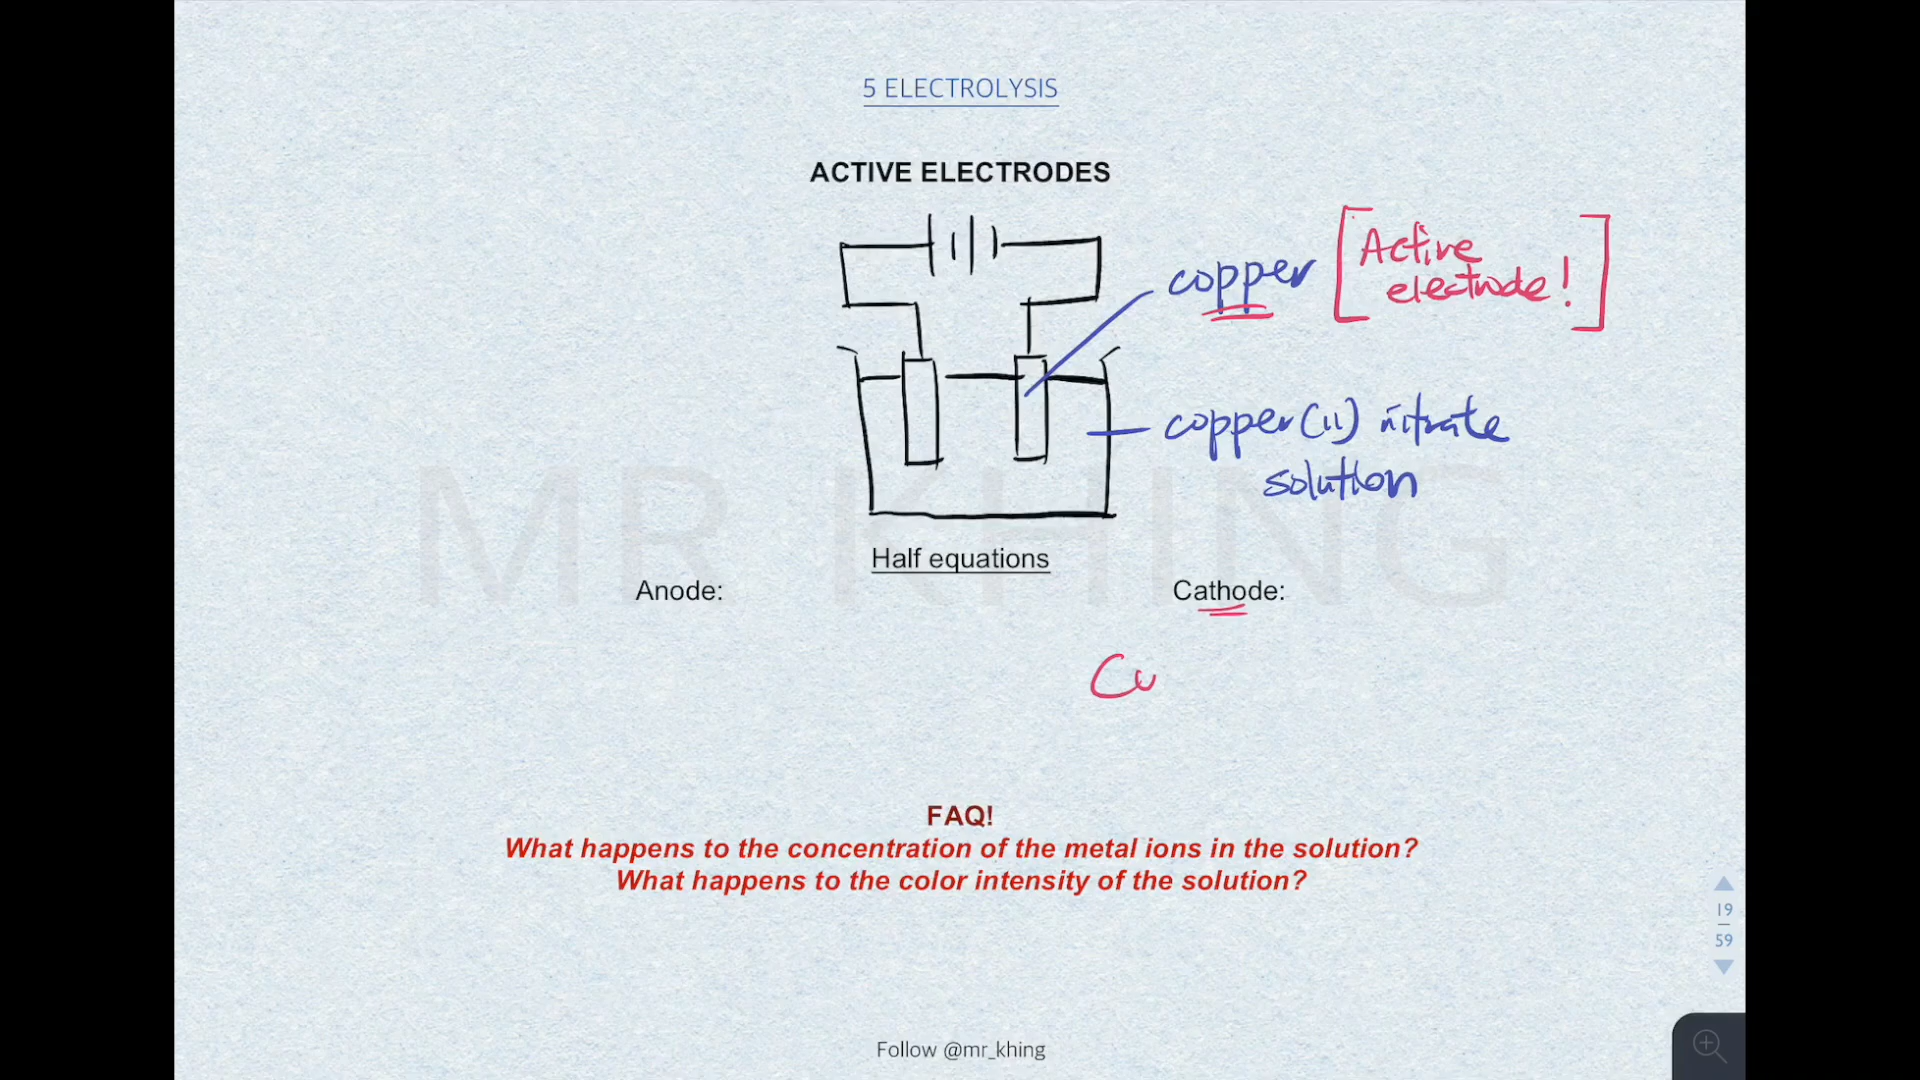 5 ELECTROLYSIS
ACTIVE ELECTRODES
copper [Active
electrode!]
copper(II) nitrate
solution
MR KHING
Half equations
Anode: Cathode:
Cu
FAQ!
What happens to the concentration of the metal ions in the solution?
What happens to the color intensity of the solution?
19
59
Follow @mr_khing